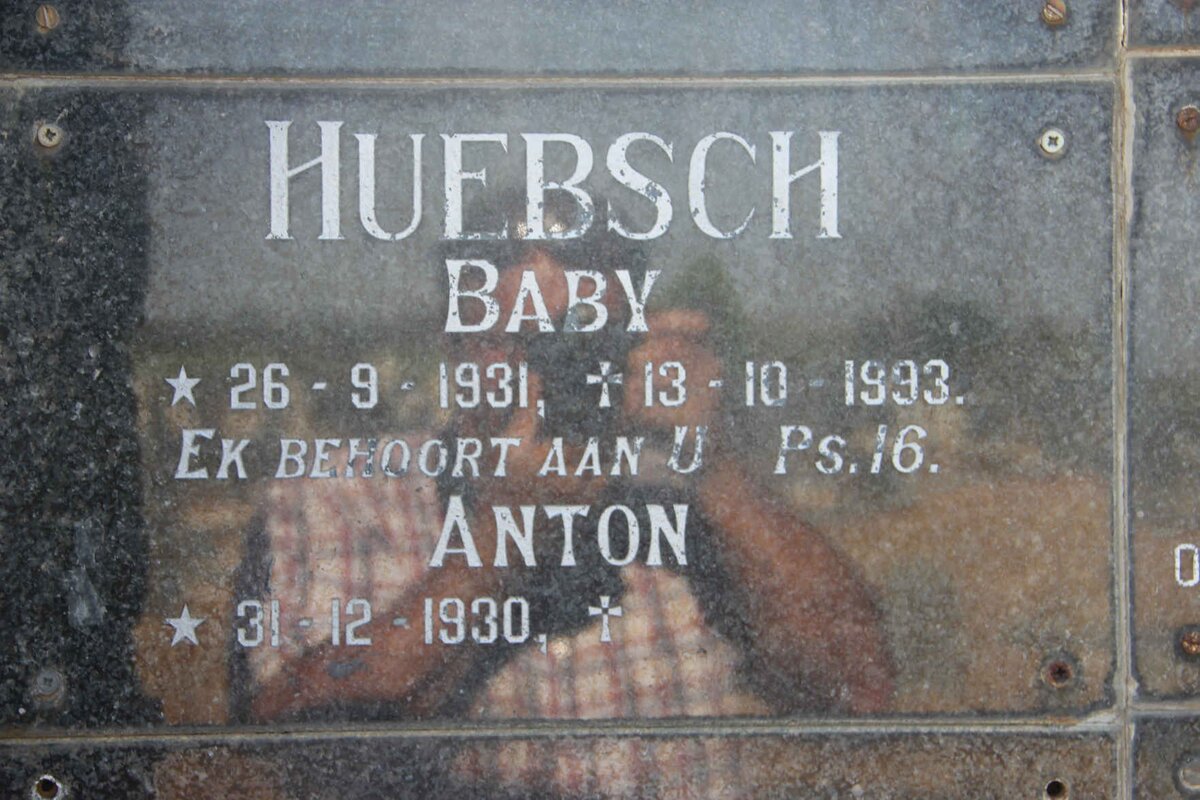 HUEBSCH
BABY
★ 26 - 9 - 1931, ✝ 13 - 10 - 1993.
EK BEHOORT AAN U PS. 16.
ANTON
★ 31 - 12 - 1930, ✝
O